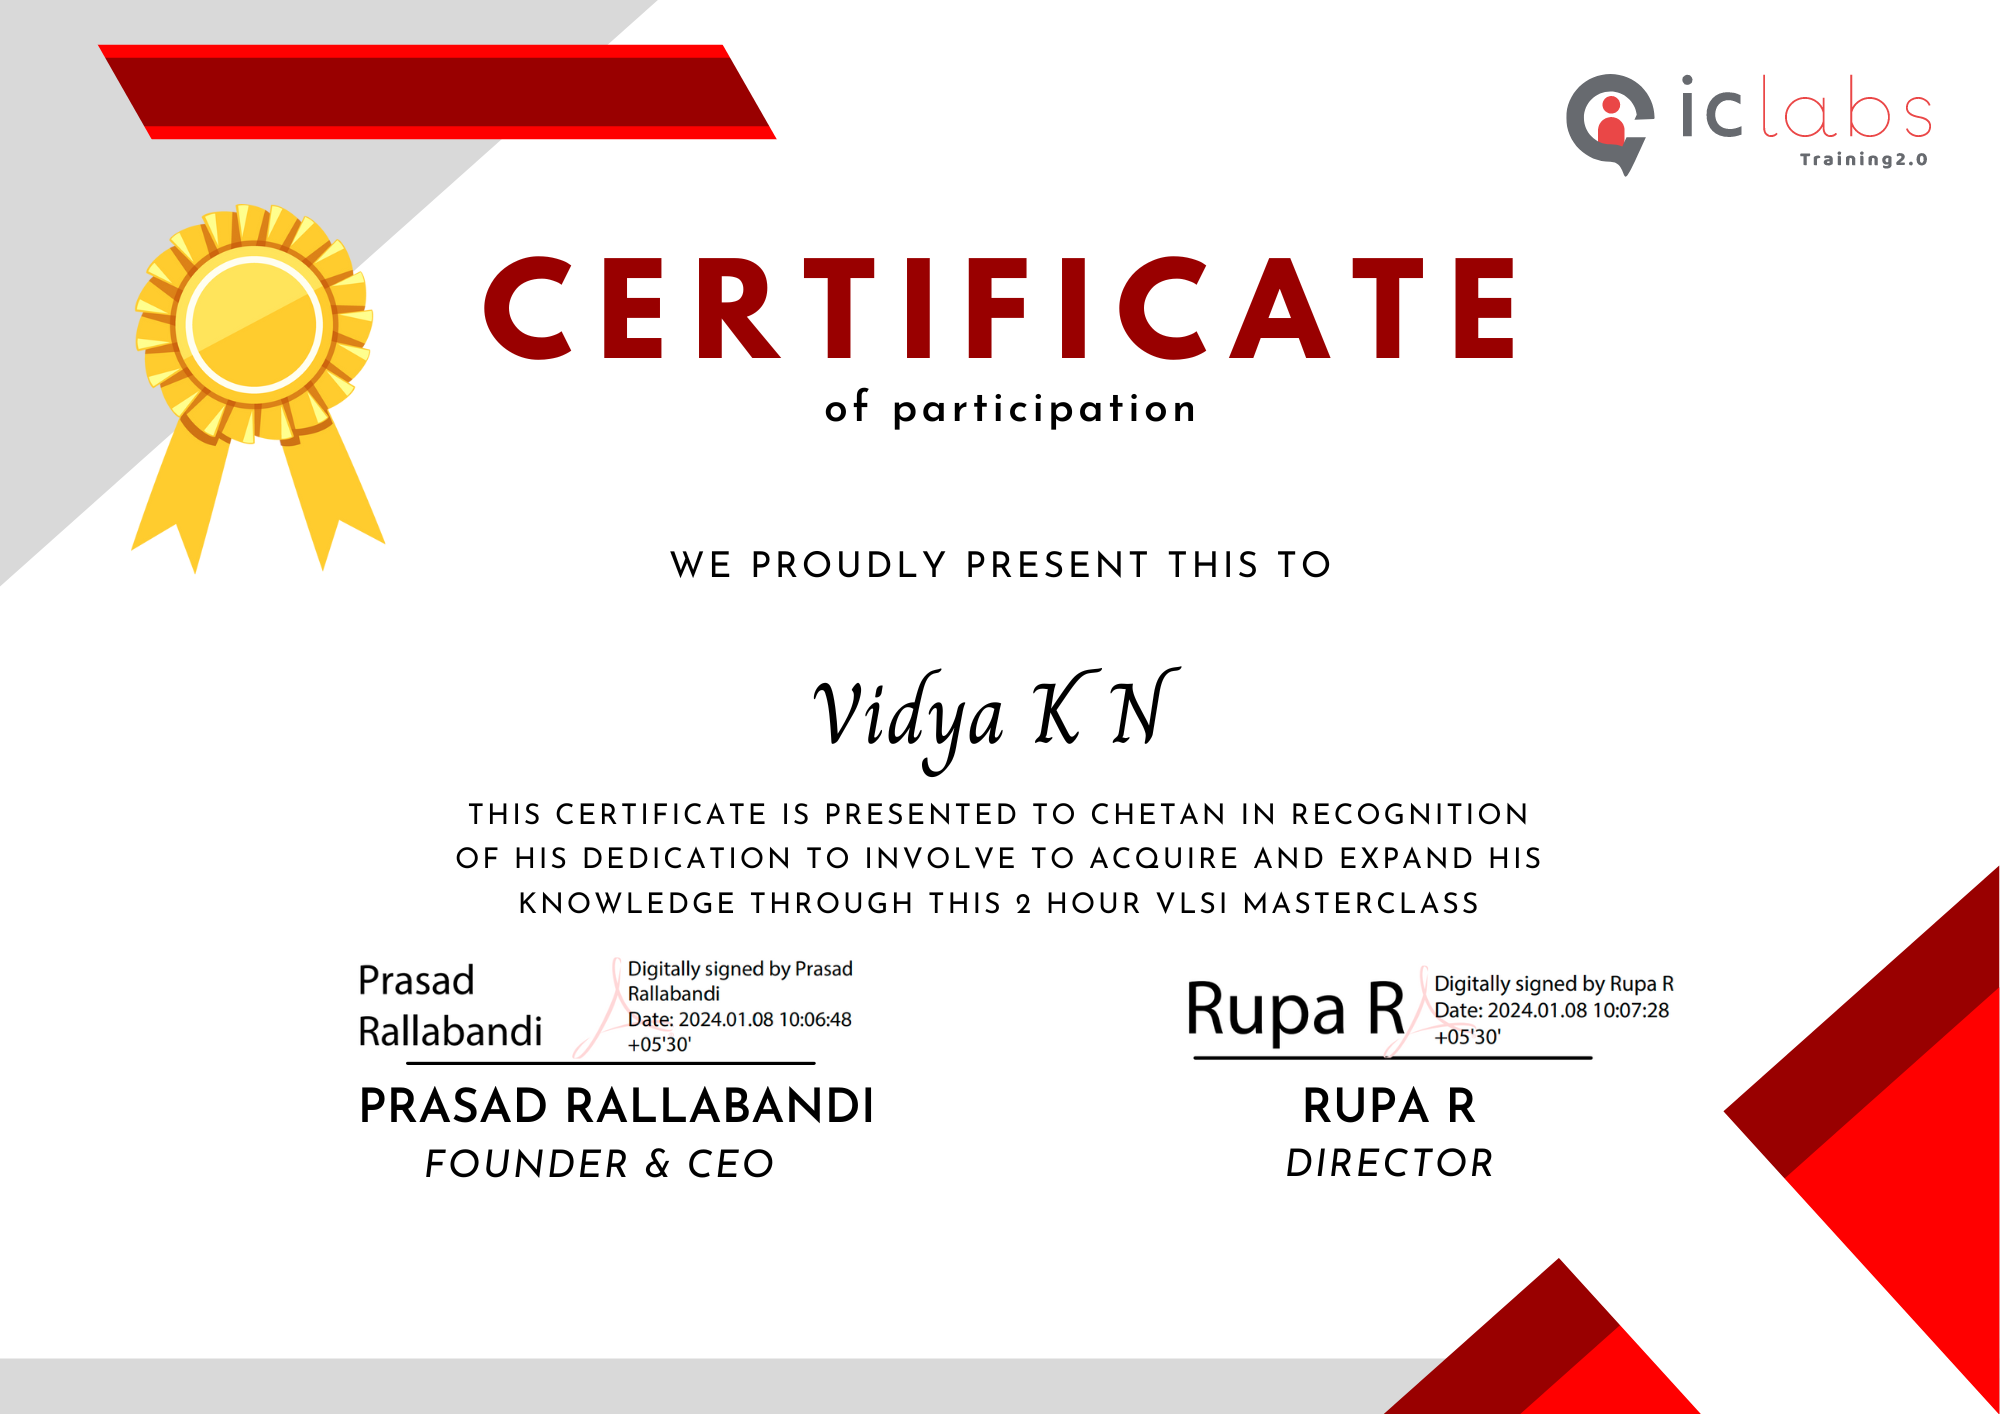 iclabs
Training2.0
CERTIFICATE
of participation
WE PROUDLY PRESENT THIS TO
Vidya K N
THIS CERTIFICATE IS PRESENTED TO CHETAN IN RECOGNITION
OF HIS DEDICATION TO INVOLVE TO ACQUIRE AND EXPAND HIS
KNOWLEDGE THROUGH THIS 2 HOUR VLSI MASTERCLASS
Prasad
Rallabandi
Digitally signed by Prasad
Rallabandi
Date: 2024.01.08 10:06:48
+05'30'
PRASAD RALLABANDI
FOUNDER & CEO
Rupa R
Digitally signed by Rupa R
Date: 2024.01.08 10:07:28
+05'30'
RUPA R
DIRECTOR